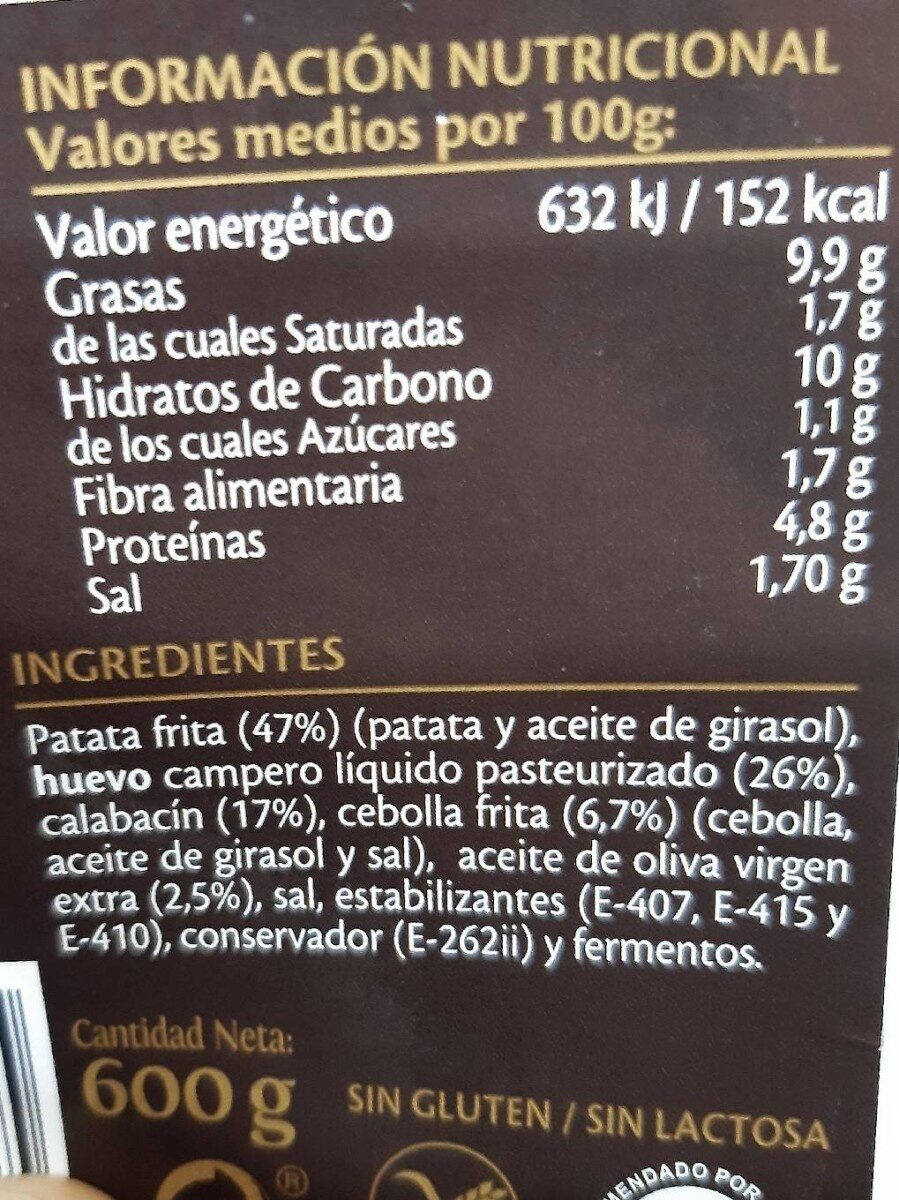 INFORMACIÓN NUTRICIONAL
Valores medios por 100g:
Valor energético 632 kJ / 152 kcal
Grasas 9,9 g
de las cuales Saturadas 1,7 g
Hidratos de Carbono 10 g
de los cuales Azúcares 1,1 g
Fibra alimentaria 1,7 g
Proteínas 4,8 g
Sal 1,70 g
INGREDIENTES
Patata frita (47%) (patata y aceite de girasol),
huevo campero líquido pasteurizado (26%),
calabacín (17%), cebolla frita (6,7%) (cebolla,
aceite de girasol y sal), aceite de oliva virgen
extra (2,5%), sal, estabilizantes (E-407, E-415 y
E-410), conservador (E-262ii) y fermentos.
Cantidad Neta:
600 g
SIN GLUTEN / SIN LACTOSA
®
MENDADO POR